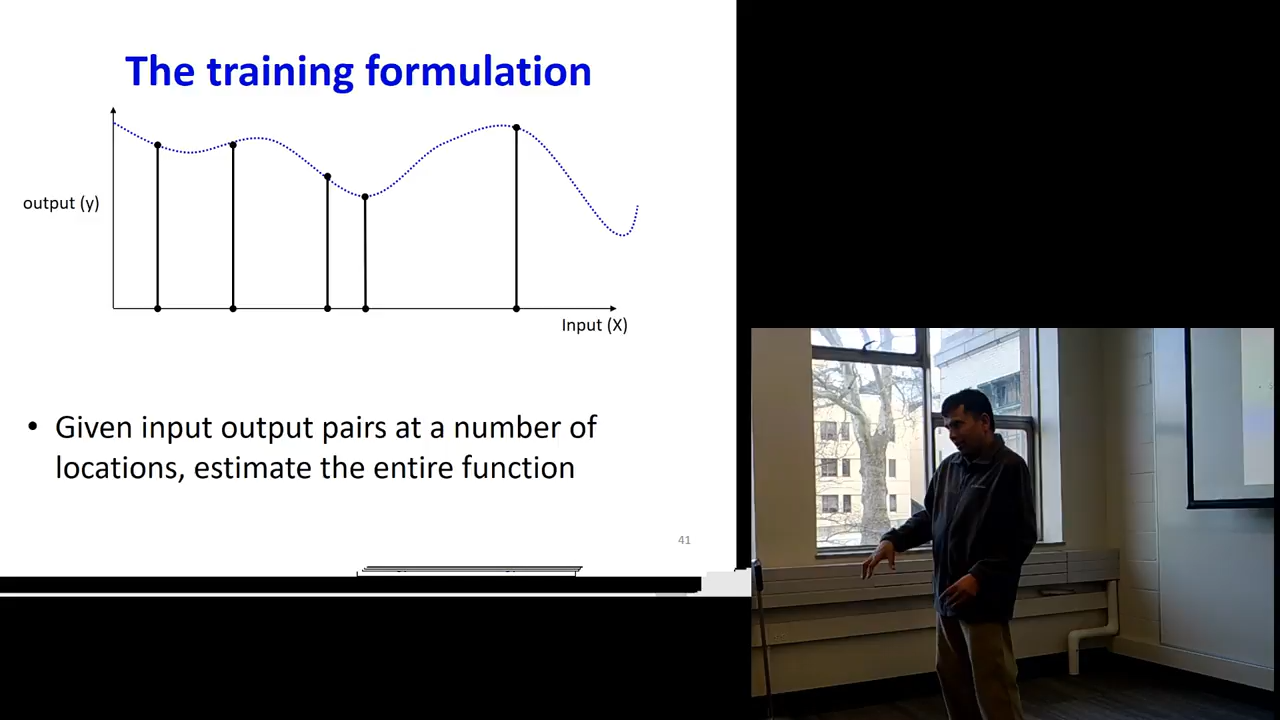 The training formulation
output (y)
Input (X)
• Given input output pairs at a number of
locations, estimate the entire function
41